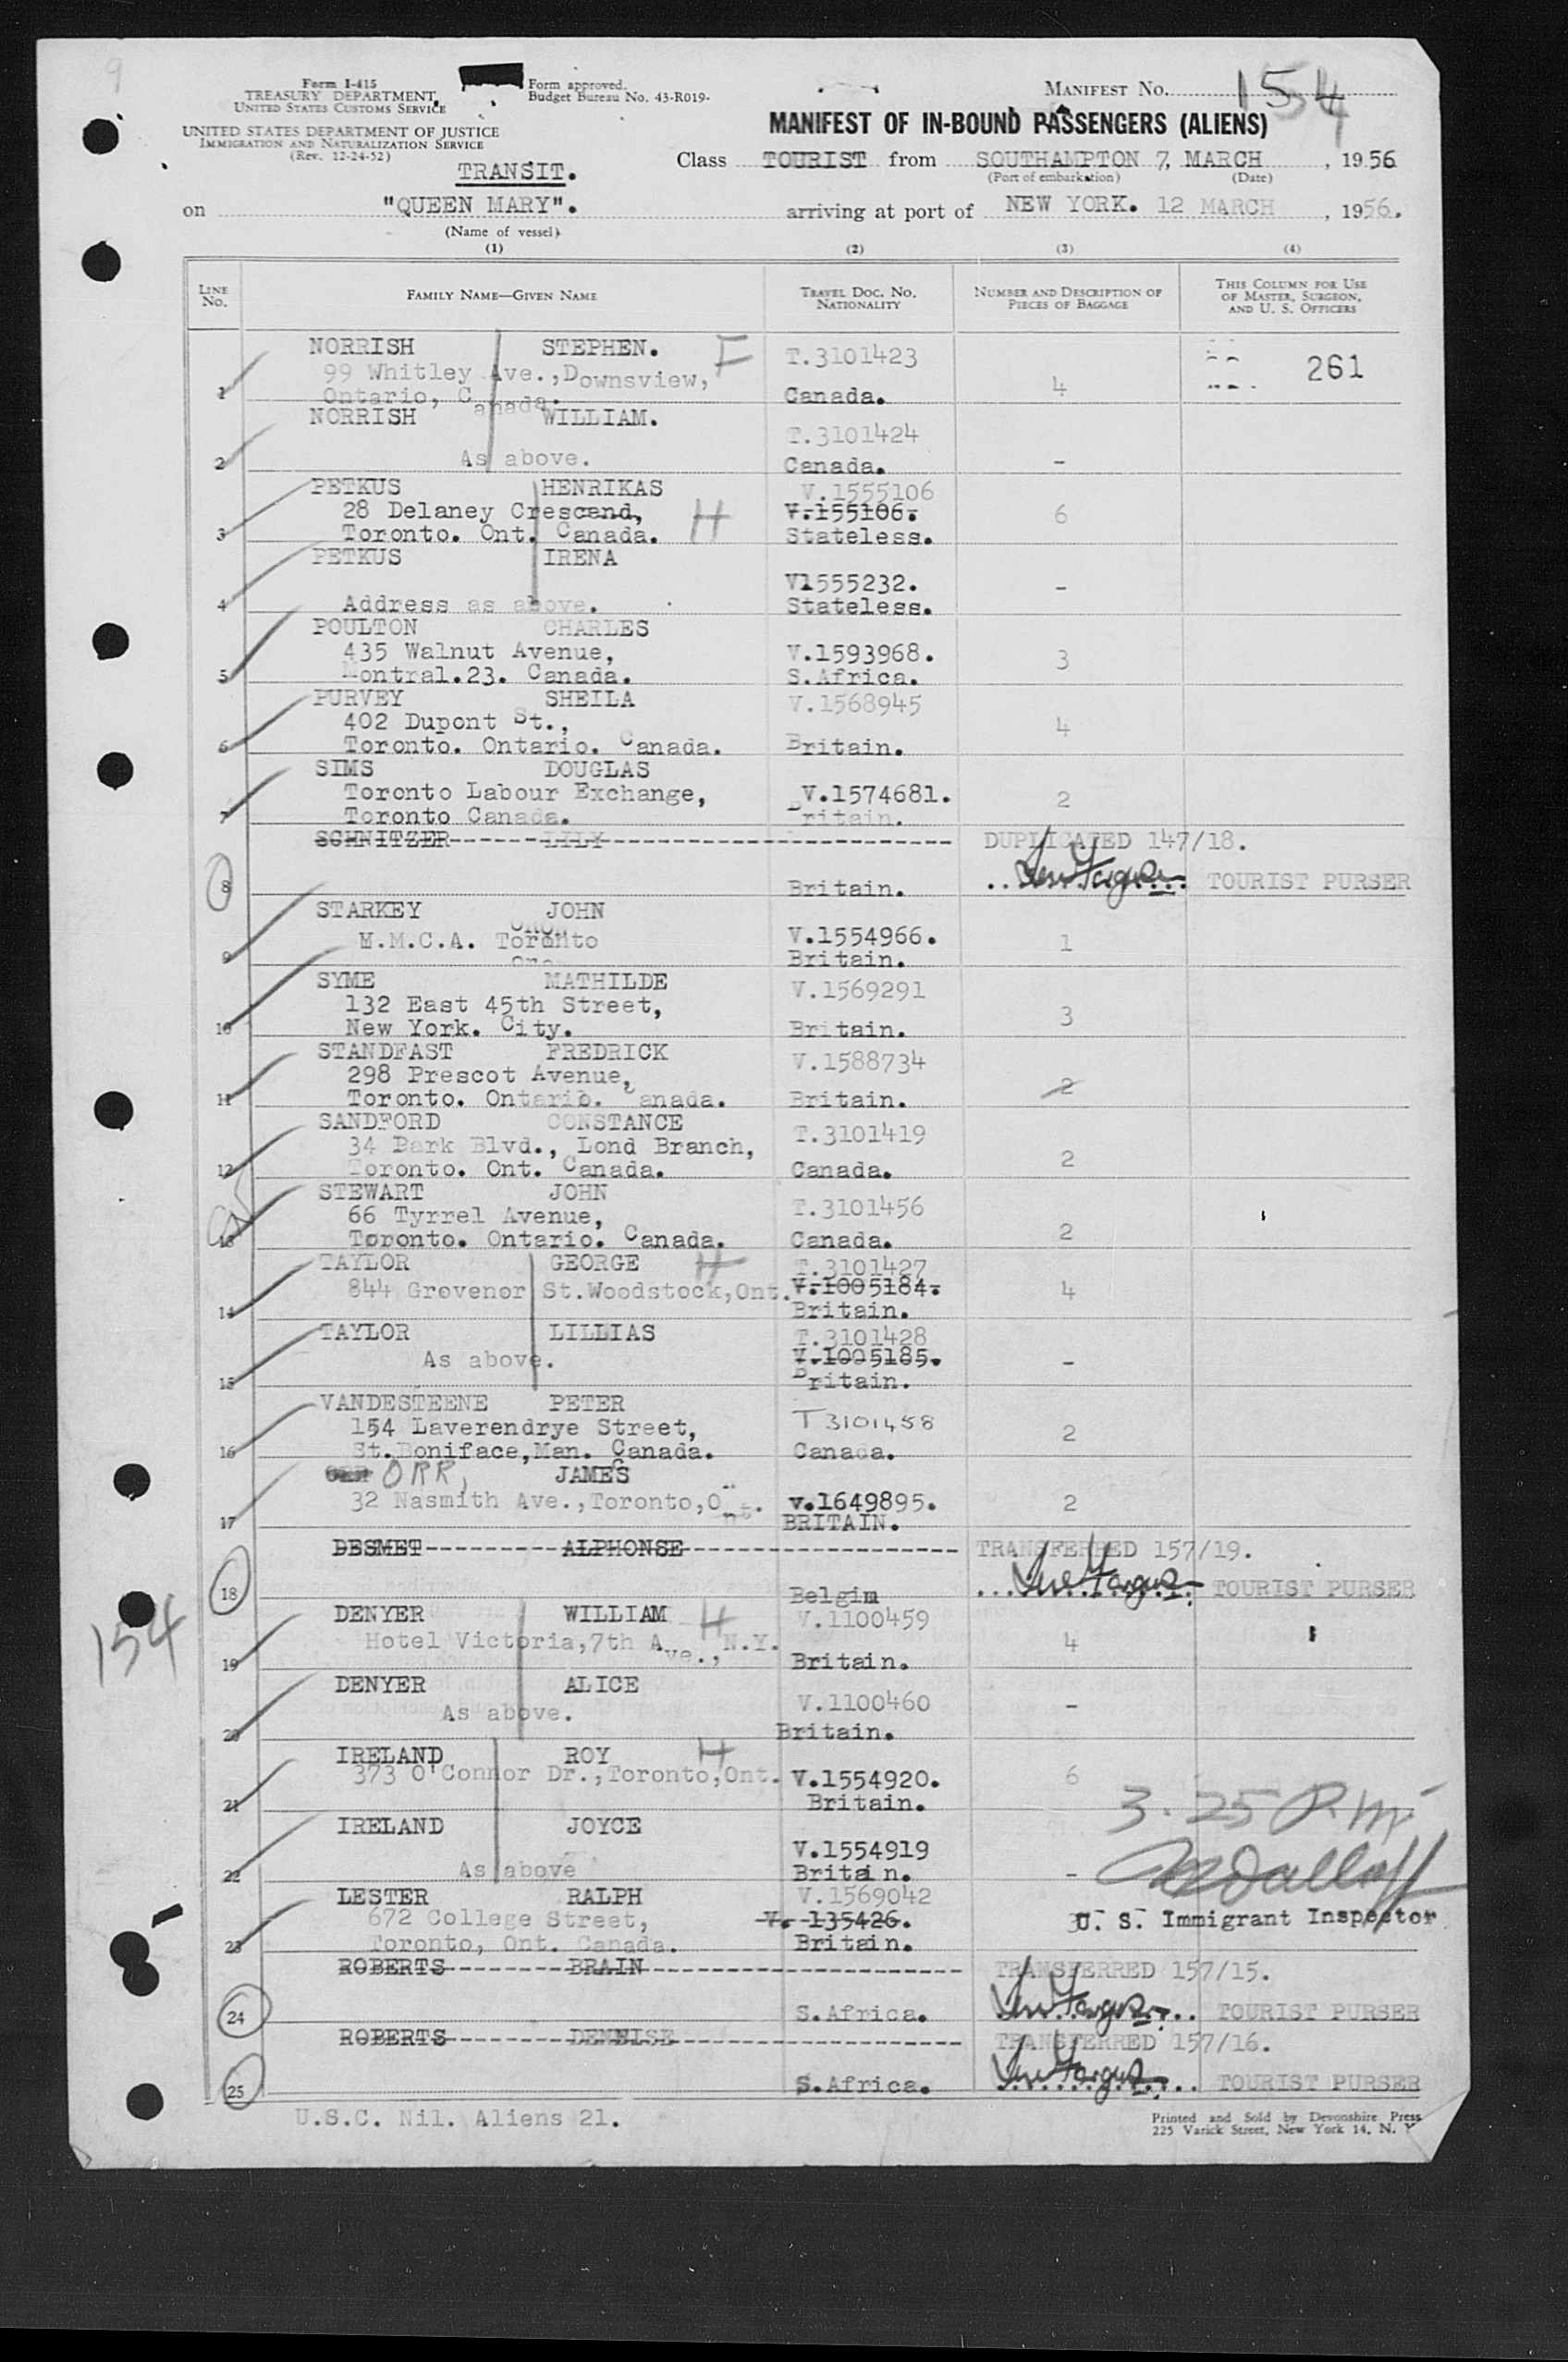 9
Form I-415
TREASURY DEPARTMENT
UNITED STATES CUSTOMS SERVICE
Form approved.
Budget Bureau No. 43-R019-
MANIFEST No. 154
UNITED STATES DEPARTMENT OF JUSTICE
IMMIGRATION AND NATURALIZATION SERVICE
(Rev. 12-24-52)
MANIFEST OF IN-BOUND PASSENGERS (ALIENS)
TRANSIT.
Class TOURIST from SOUTHAMPTON 7, MARCH, 1956
(Port of embarkation) (Date)
on "QUEEN MARY". arriving at port of NEW YORK. 12 MARCH, 1956.
(Name of vessel)
(1) (2) (3) (4)
LINE No. FAMILY NAME—GIVEN NAME TRAVEL DOC. No. NATIONALITY NUMBER AND DESCRIPTION OF PIECES OF BAGGAGE THIS COLUMN FOR USE OF MASTER, SURGEON, AND U. S. OFFICERS
NORRISH STEPHEN. F T.3101423 261
99 Whitley Ave.,Downsview,
1 Ontario, Canada. Canada. 4
NORRISH WILLIAM. T.3101424
2 As above. Canada. -
PETKUS HENRIKAS V.1555106
28 Delaney Crescend, H V.155106. 6
3 Toronto. Ont. Canada. Stateless.
PETKUS IRENA
V1555232. -
4 Address as above. Stateless.
POULTON CHARLES
435 Walnut Avenue, V.1593968. 3
5 Montral.23. Canada. S.Africa.
PURVEY SHEILA V.1568945
402 Dupont St., 4
6 Toronto. Ontario. Canada. Britain.
SIMS DOUGLAS
Toronto Labour Exchange, V.1574681. 2
7 Toronto Canada. Britain.
SCHNITZER LILY DUPLICATED 147/18.
8 Britain. TOURIST PURSER
STARKEY JOHN
M.M.C.A. Toronto V.1554966. 1
9 Britain.
SYME MATHILDE V.1569291
132 East 45th Street,
10 New York. City. Britain. 3
STANDFAST FREDRICK V.1588734
298 Prescot Avenue, 2
11 Toronto. Ontario. Canada. Britain.
SANDFORD CONSTANCE T.3101419
34 Park Blvd., Lond Branch,
12 Toronto. Ont. Canada. Canada. 2
STEWART JOHN T.3101456
66 Tyrrel Avenue,
13 Toronto. Ontario. Canada. Canada. 2
TAYLOR GEORGE H T.3101427
844 Grovenor St.Woodstock,Ont. V.1005184. 4
14 Britain.
TAYLOR LILLIAS T.3101428
As above. V.1005185. -
15 Britain.
VANDESTEENE PETER T3101458
154 Laverendrye Street, 2
16 St.Boniface,Man. Canada. Canada.
ORR, JAMES
32 Nasmith Ave.,Toronto,Ont. v.1649895. 2
17 BRITAIN.
DESMET ALPHONSE TRANSFERRED 157/19.
18 Belgim TOURIST PURSER
154
DENYER WILLIAM H V.1100459
Hotel Victoria,7th Ave., N.Y. 4
19 Britain.
DENYER ALICE V.1100460
As above. -
20 Britain.
IRELAND ROY H
373 O'Connor Dr.,Toronto,Ont. V.1554920. 6
21 Britain.
3.25 P.m
IRELAND JOYCE
V.1554919
22 As above Britain. -
LESTER RALPH V.1569042
672 College Street, V. 135426. 3 U. S. Immigrant Inspector
23 Toronto, Ont. Canada. Britain.
ROBERTS BRAIN TRANSFERRED 157/15.
24 S.Africa. TOURIST PURSER
ROBERTS DENNISE TRANSFERRED 157/16.
25 S.Africa. TOURIST PURSER
U.S.C. Nil. Aliens 21.
Printed and Sold by Devonshire Press
225 Varick Street, New York 14, N. Y